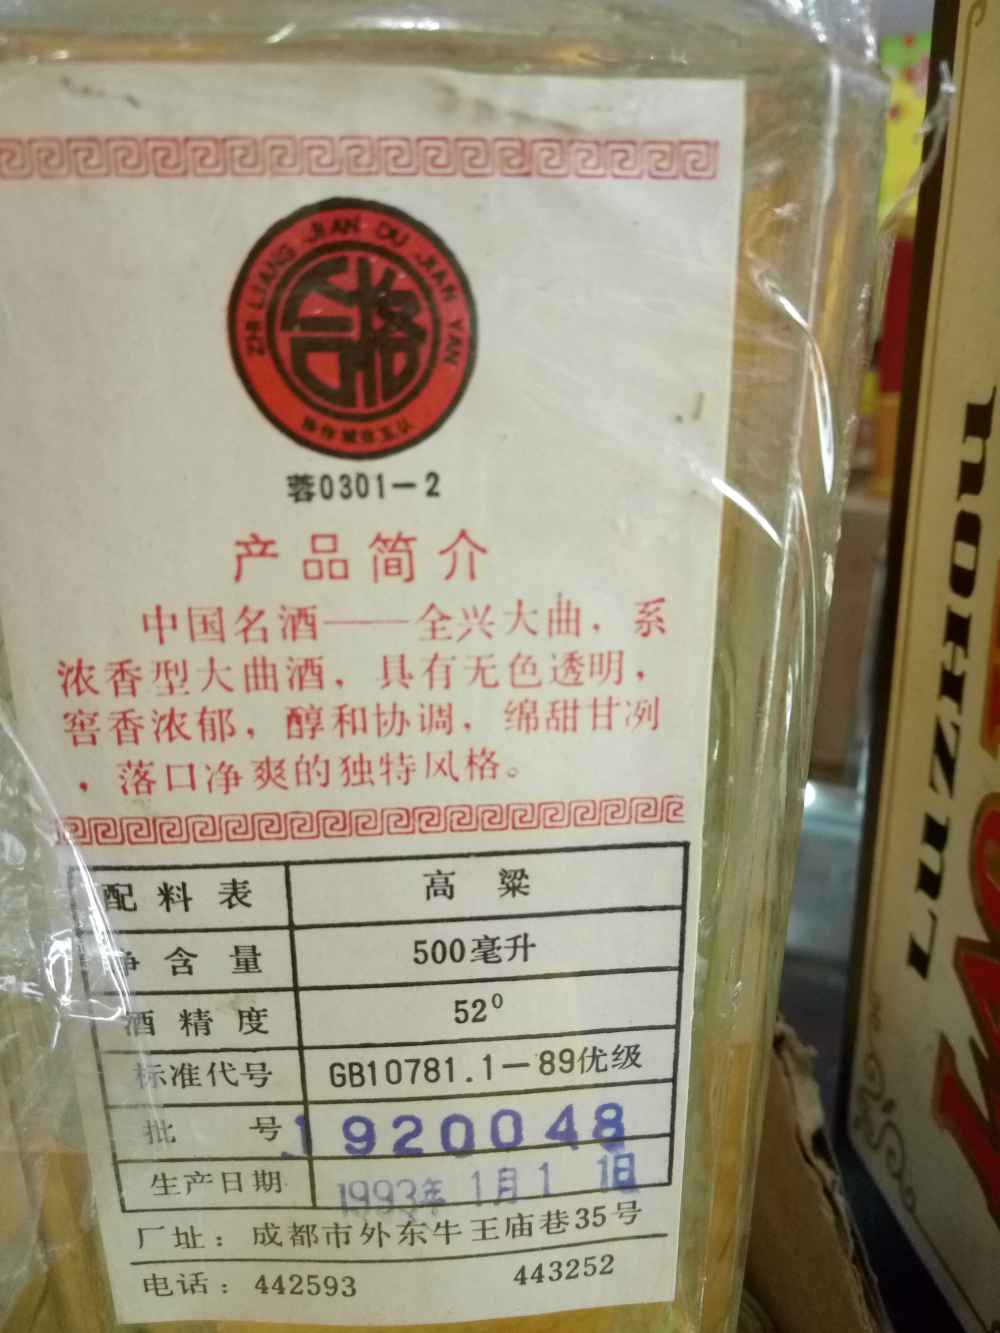 ZHI LIANG JIAN DU JIAN YAN
合格
蓉0301-2
产品简介
中国名酒——全兴大曲，系
浓香型大曲酒，具有无色透明，
窖香浓郁，醇和协调，绵甜甘冽
，落口净爽的独特风格。
配料表 高粱
净含量 500毫升
酒精度 52⁰
标准代号 GB10781.1-89优级
批号 1920048
生产日期 1993年1月11日
厂址：成都市外东牛王庙巷35号
电话：442593 443252